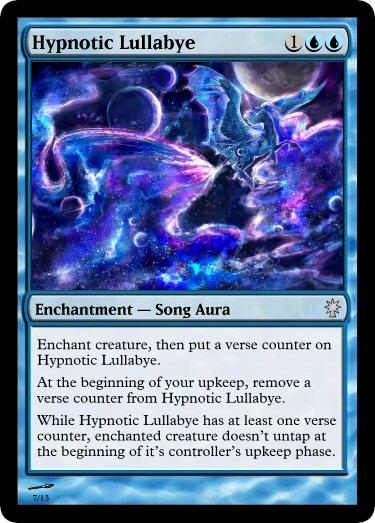 Hypnotic Lullabye 1
Enchantment — Song Aura
Enchant creature, then put a verse counter on
Hypnotic Lullabye.
At the beginning of your upkeep, remove a
verse counter from Hypnotic Lullabye.
While Hypnotic Lullabye has at least one verse
counter, enchanted creature doesn't untap at
the beginning of it's controller's upkeep phase.
7/13